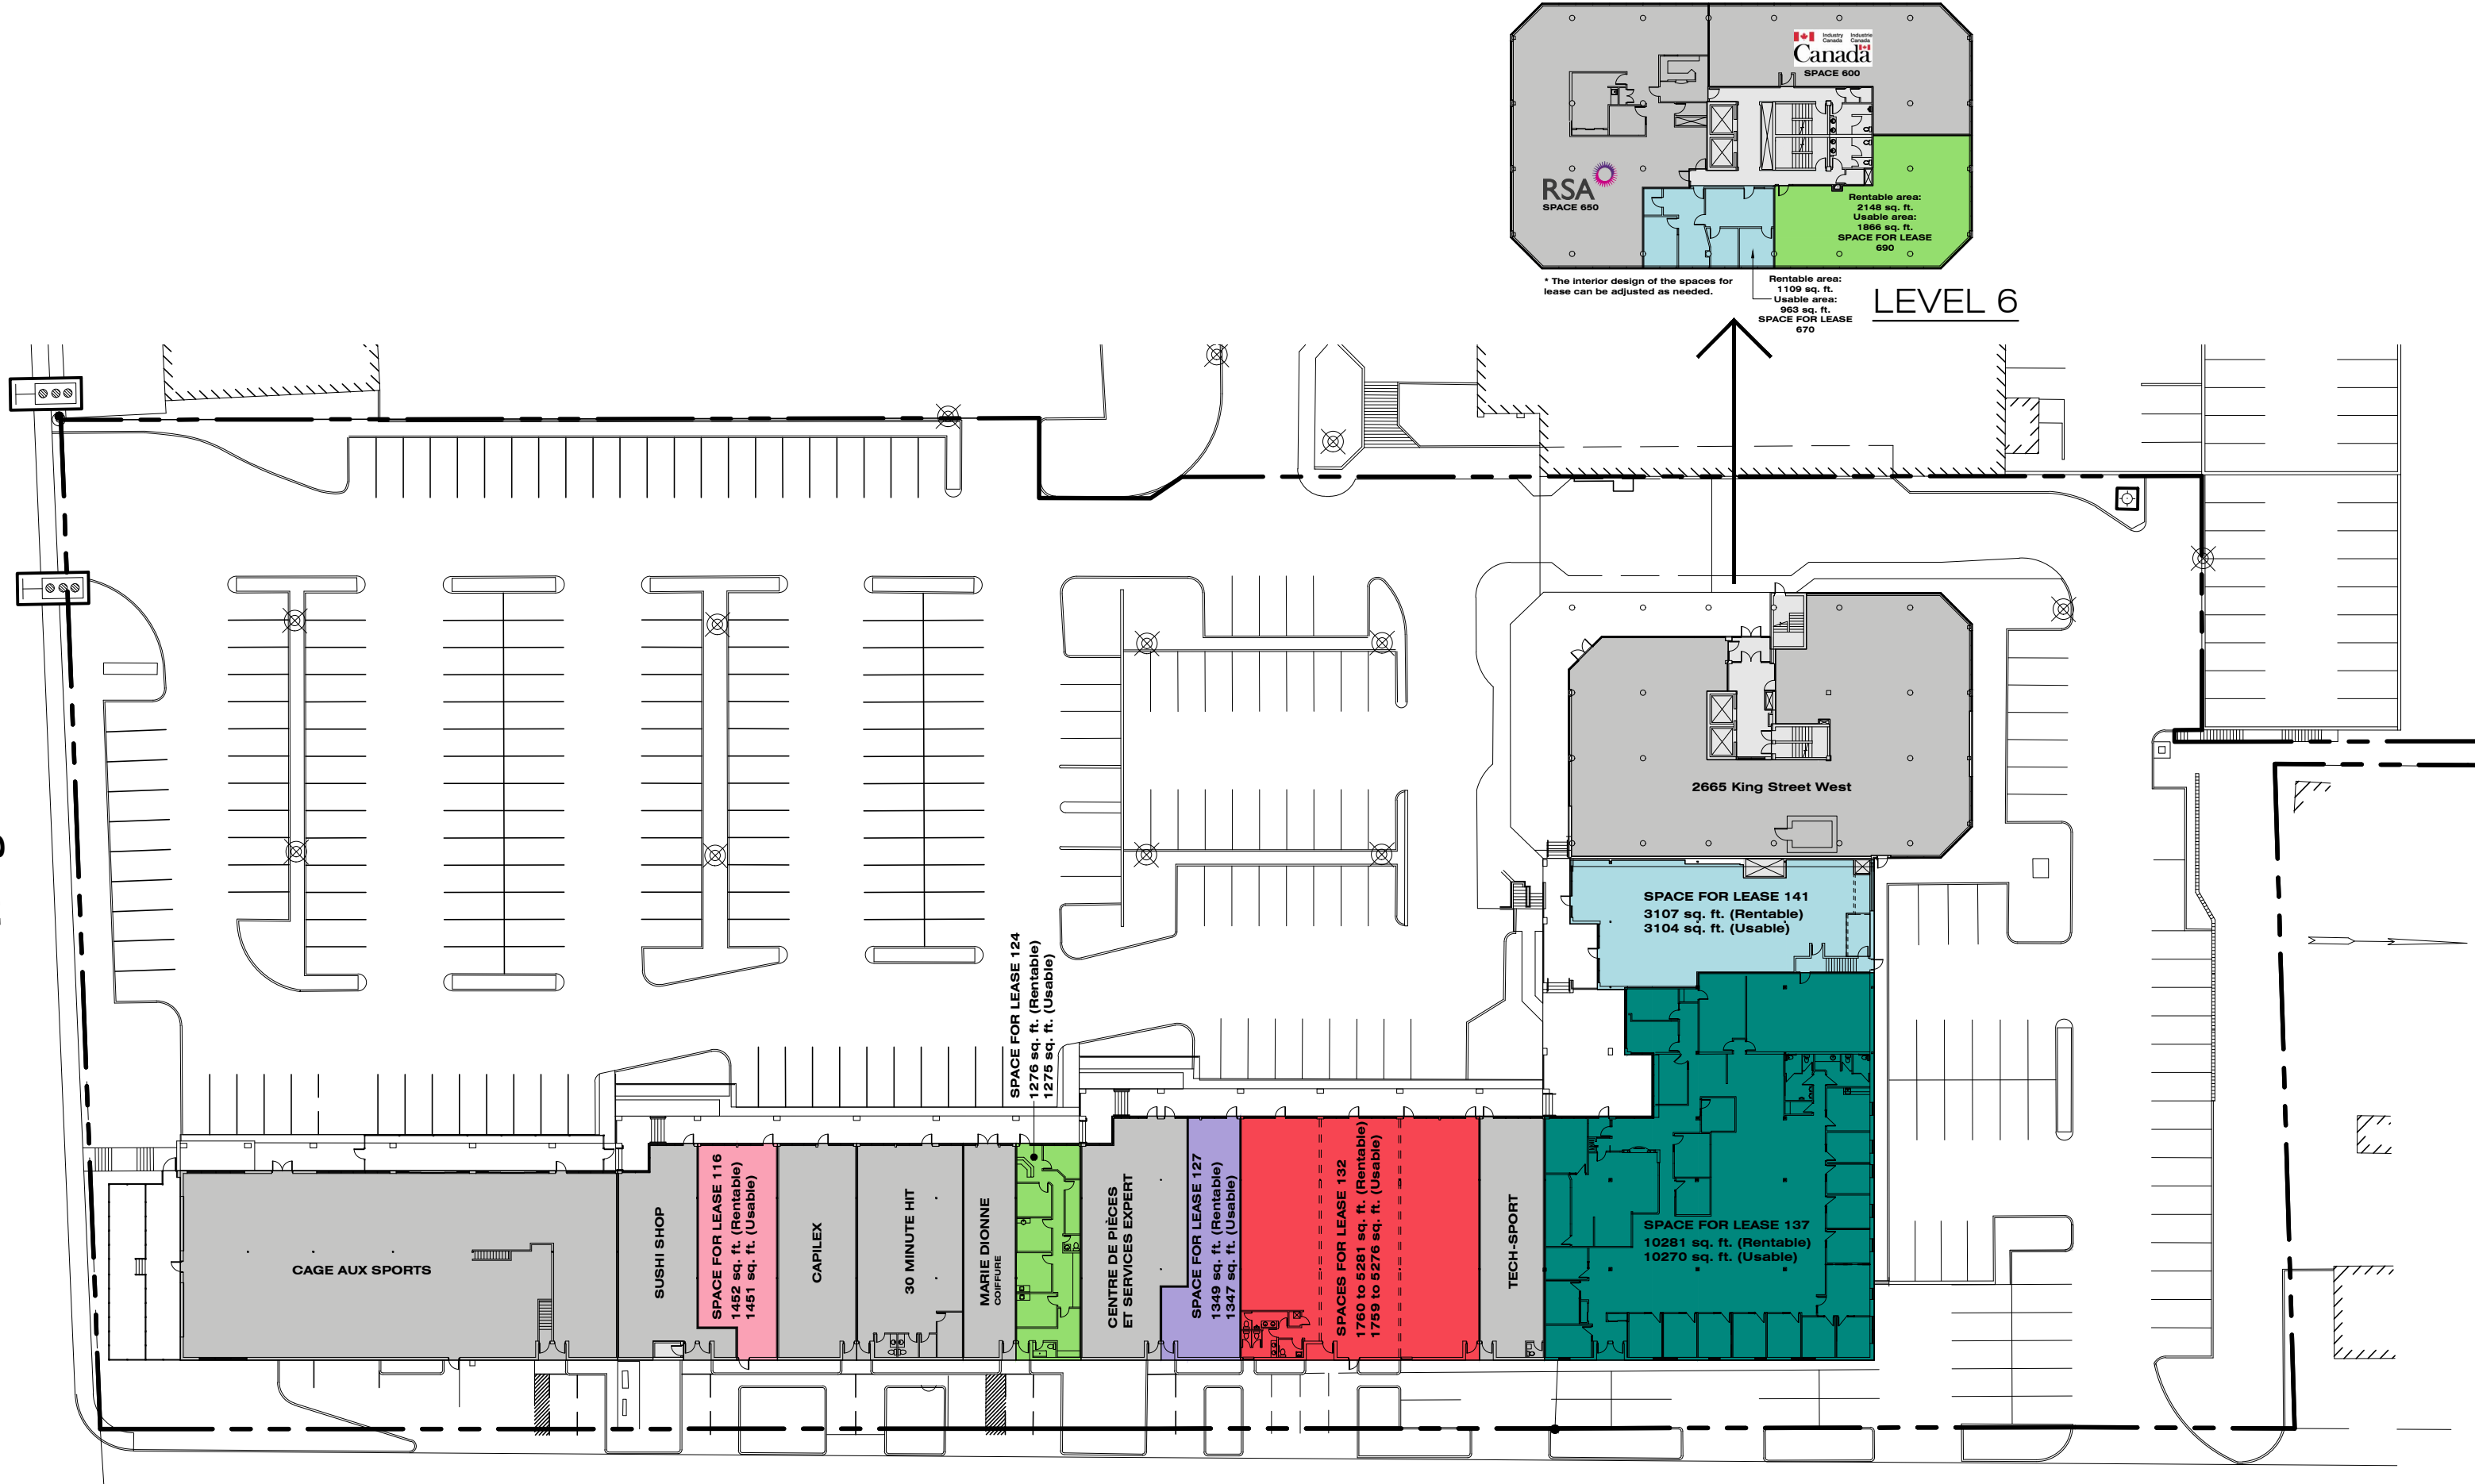 Industry Canada
Industrie Canada
Canada
SPACE 600
RSA
SPACE 650
Rentable area:
2148 sq. ft.
Usable area:
1866 sq. ft.
SPACE FOR LEASE
690
* The interior design of the spaces for
lease can be adjusted as needed.
Rentable area:
1109 sq. ft.
Usable area:
963 sq. ft.
SPACE FOR LEASE
670
LEVEL 6
2665 King Street West
SPACE FOR LEASE 141
3107 sq. ft. (Rentable)
3104 sq. ft. (Usable)
SPACE FOR LEASE 124
1276 sq. ft. (Rentable)
1275 sq. ft. (Usable)
CAGE AUX SPORTS
SUSHI SHOP
SPACE FOR LEASE 116
1452 sq. ft. (Rentable)
1451 sq. ft. (Usable)
CAPILEX
30 MINUTE HIT
MARIE DIONNE
COIFFURE
CENTRE DE PIÈCES
ET SERVICES EXPERT
SPACE FOR LEASE 127
1349 sq. ft. (Rentable)
1347 sq. ft. (Usable)
SPACES FOR LEASE 132
1760 to 5281 sq. ft. (Rentable)
1759 to 5276 sq. ft. (Usable)
TECH-SPORT
SPACE FOR LEASE 137
10281 sq. ft. (Rentable)
10270 sq. ft. (Usable)